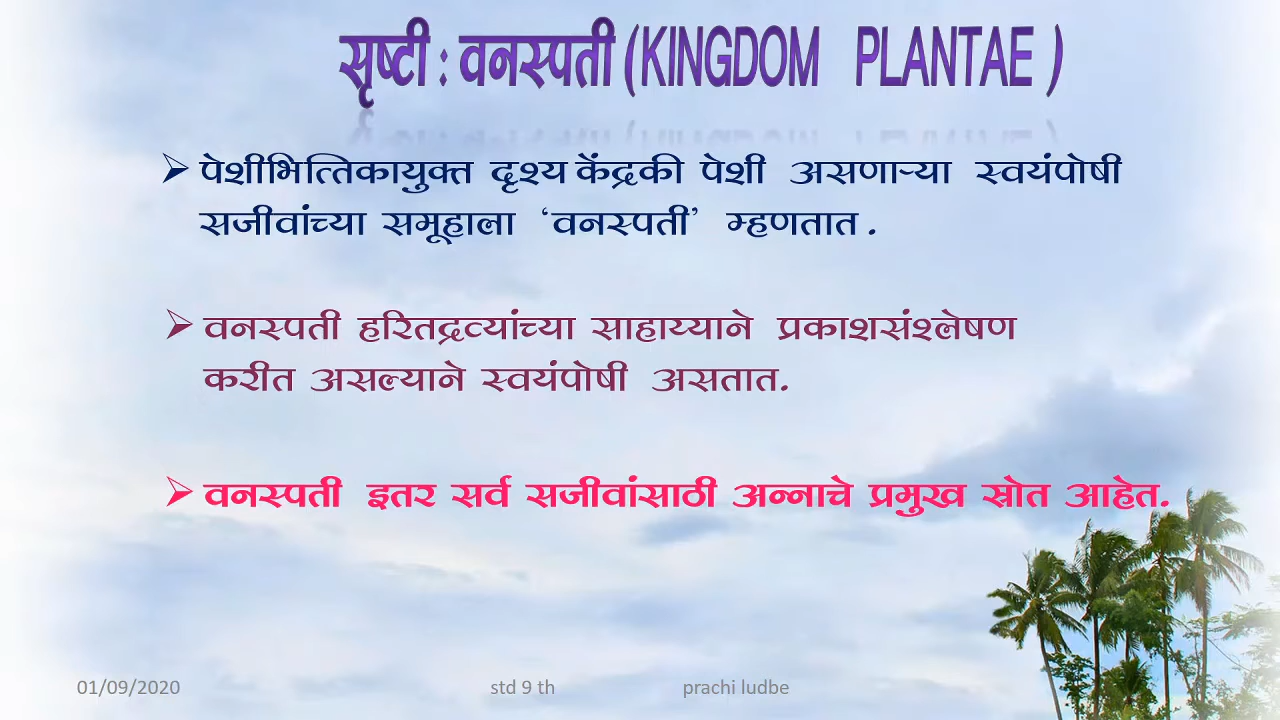 सृष्टी : वनस्पती (KINGDOM PLANTAE )
➢ पेशीभित्तिकायुक्त दृश्य केंद्रकी पेशी असणाऱ्या स्वयंपोषी
सजीवांच्या समूहाला ‘वनस्पती’ म्हणतात .
➢ वनस्पती हरितद्रव्यांच्या साहाय्याने प्रकाशसंश्लेषण
करीत असल्याने स्वयंपोषी असतात.
➢ वनस्पती इतर सर्व सजीवांसाठी अन्नाचे प्रमुख स्रोत आहेत.
01/09/2020 std 9 th prachi ludbe